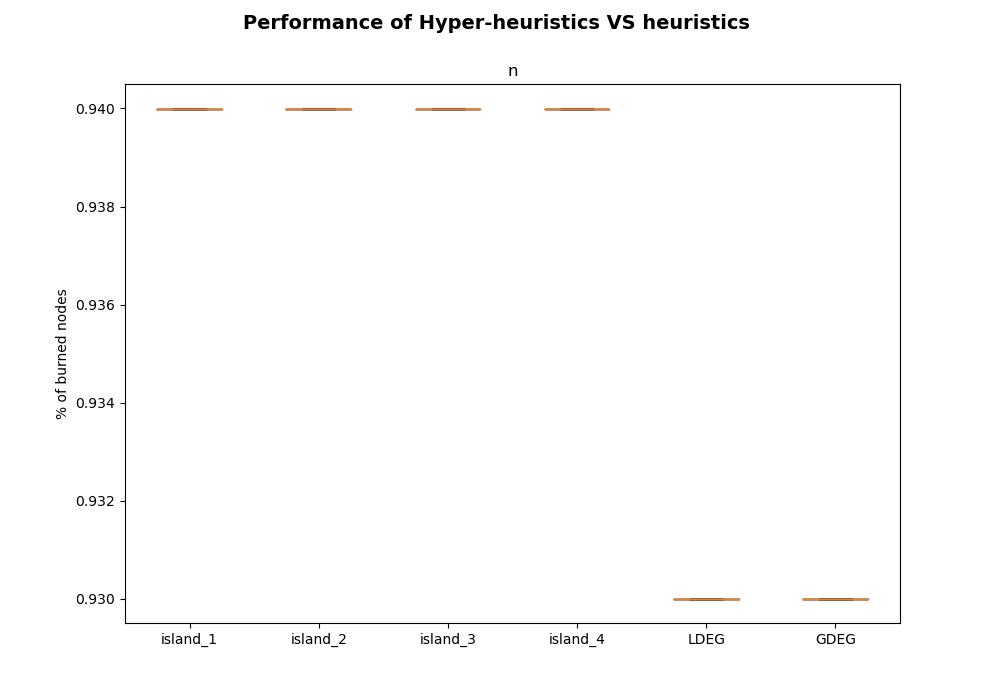 Performance of Hyper-heuristics VS heuristics
n
0.940
0.938
0.936
0.934
0.932
0.930
% of burned nodes
island_1
island_2
island_3
island_4
LDEG
GDEG